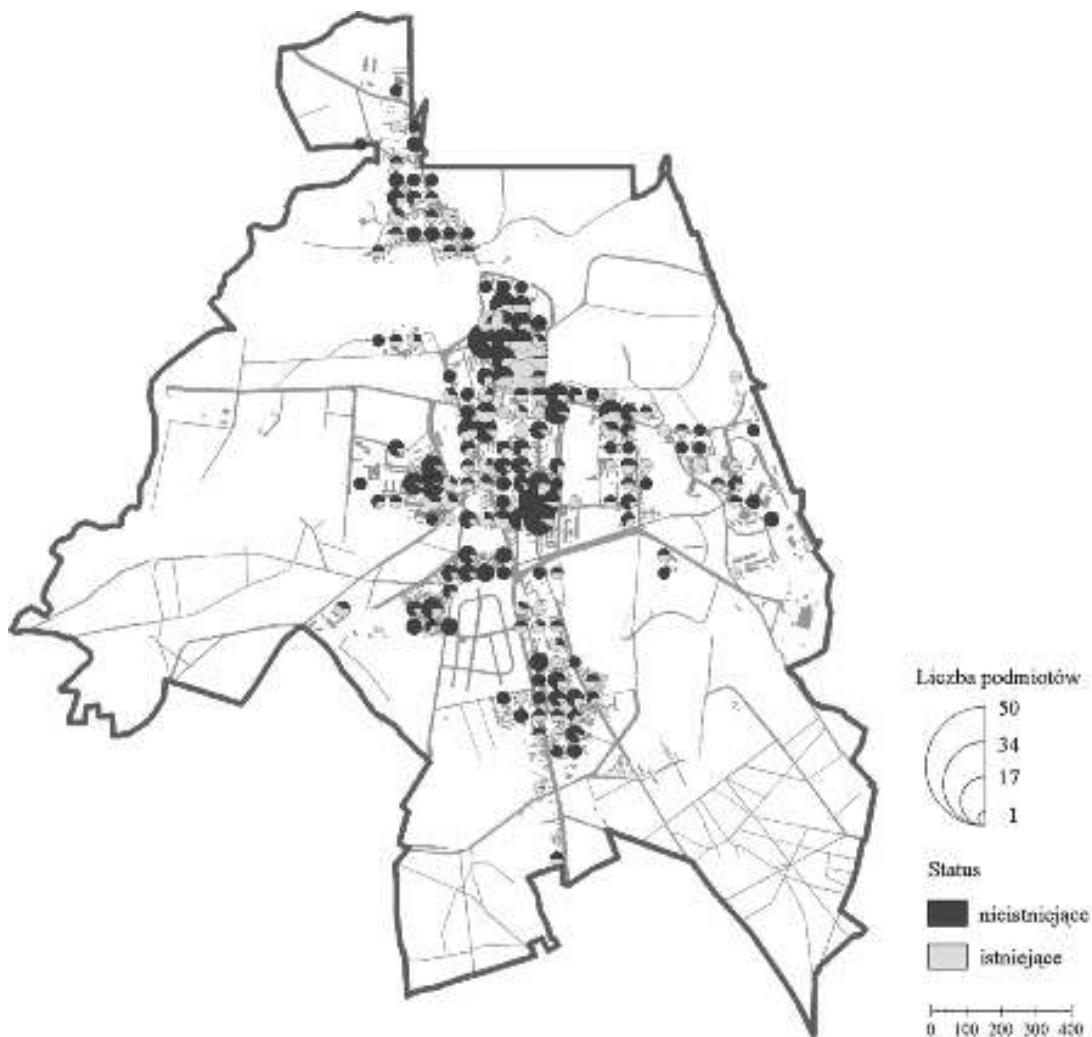 Liczba podmiotów
50
34
17
1
Status
nieistniejące
istniejące
0 100 200 300 400